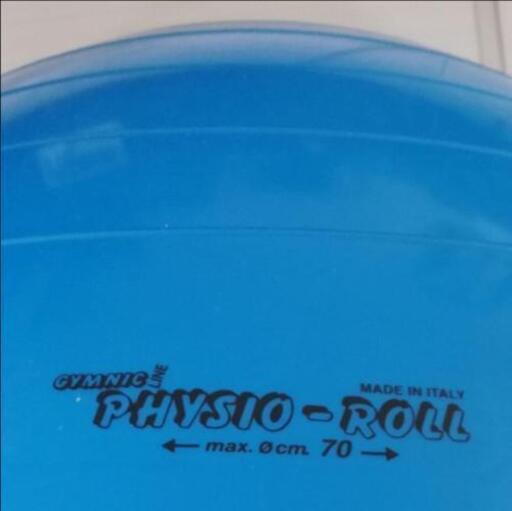 GYMNIC LINE
MADE IN ITALY
PHYSIO - ROLL
← max. ø cm. 70 →